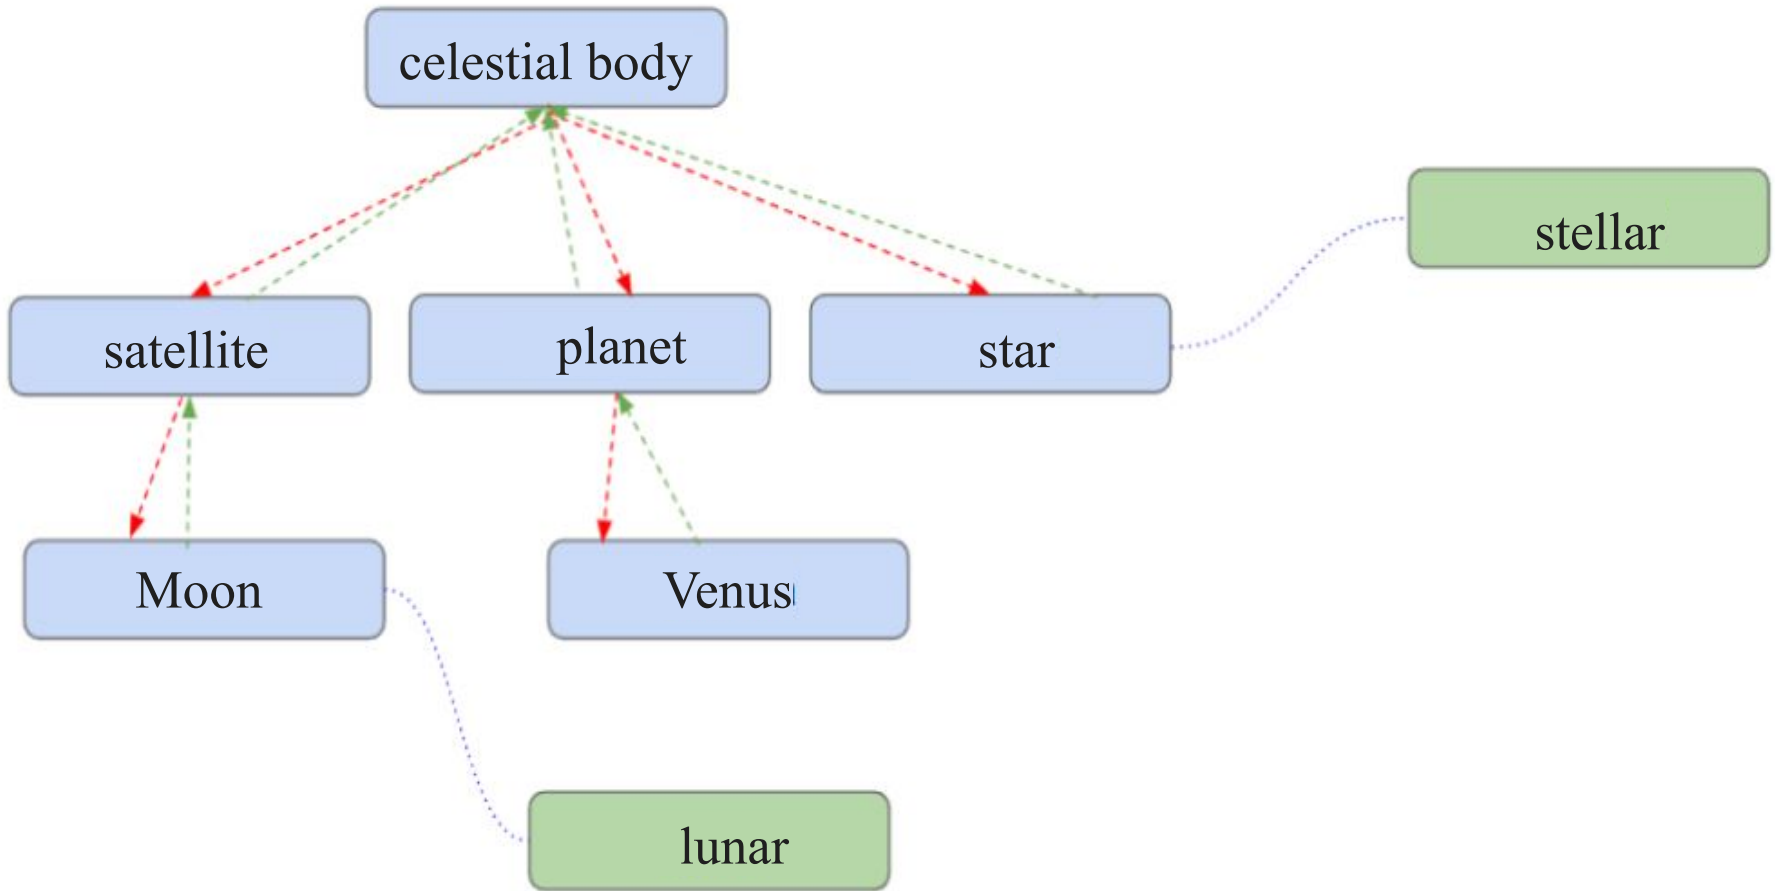 celestial body
stellar
satellite
planet
star
Moon
Venus
lunar